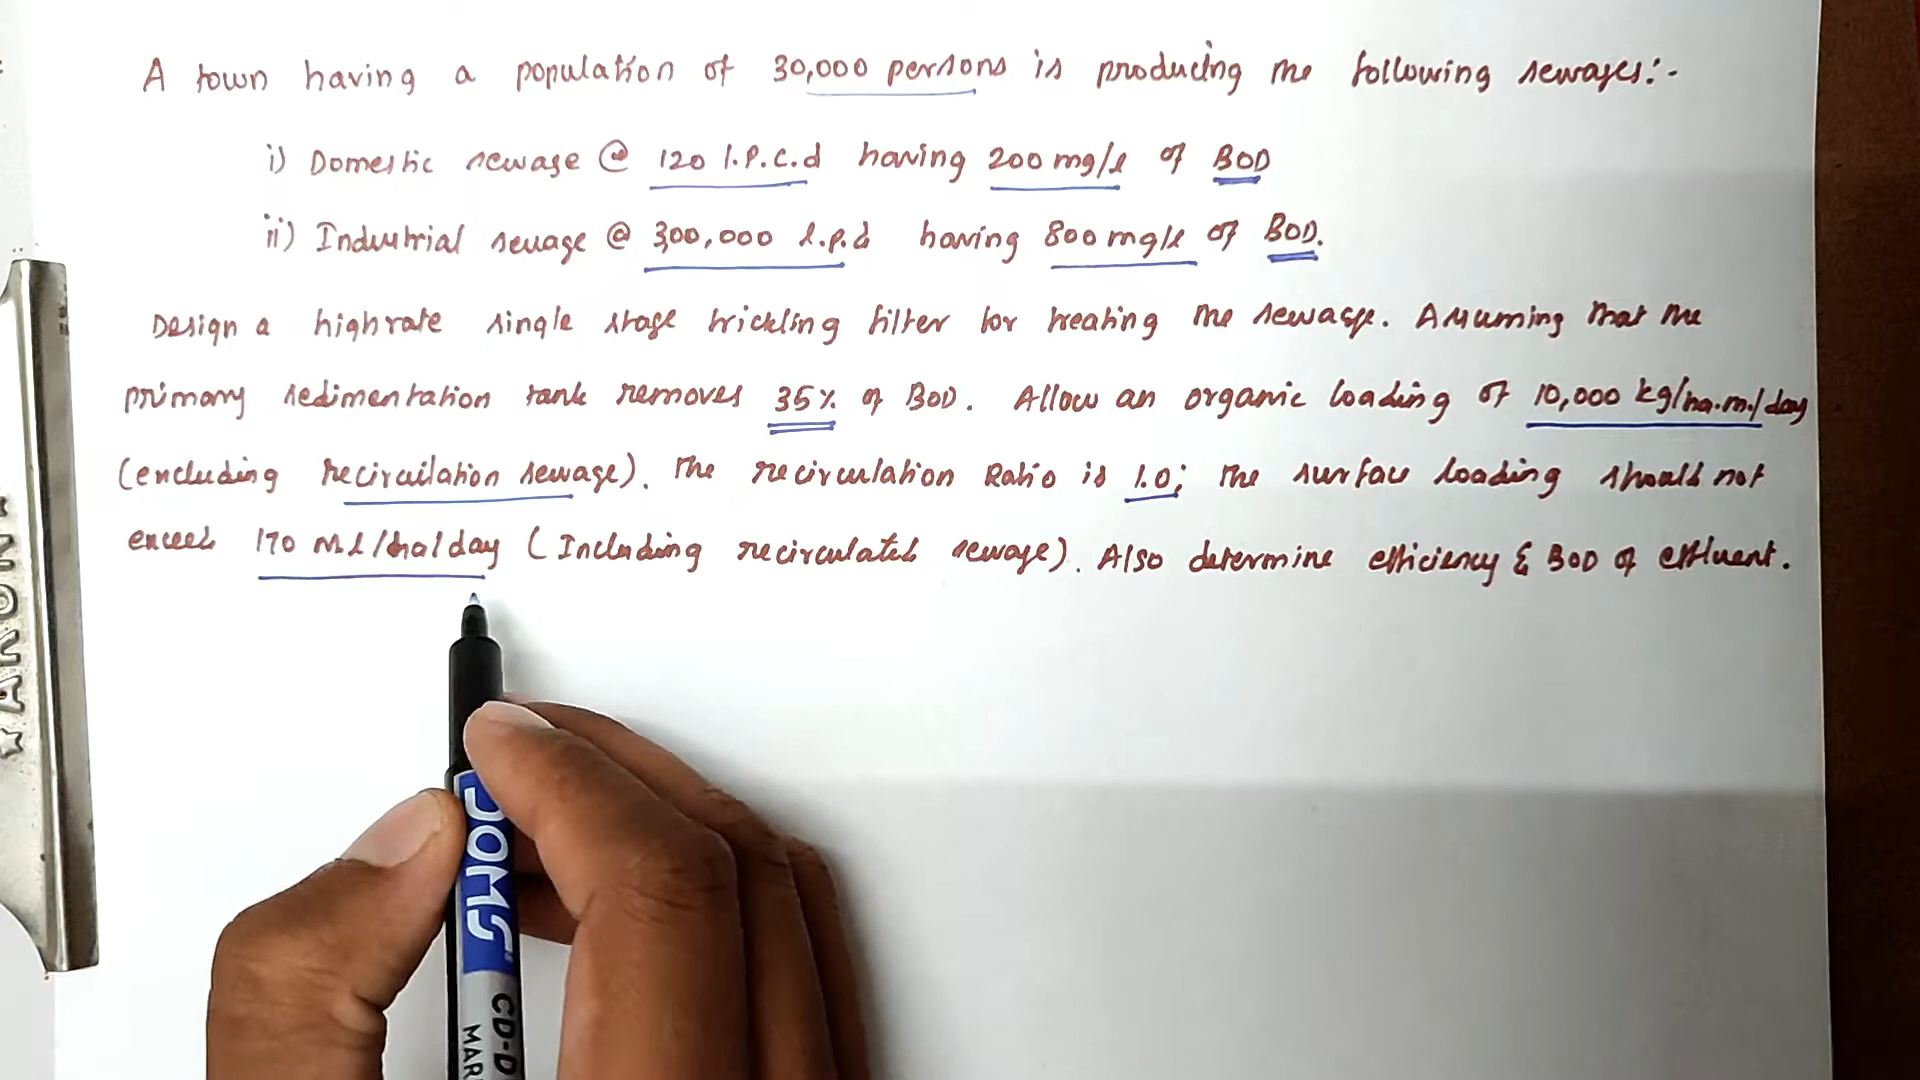 A town having a population of 30,000 persons is producing the following sewages:-
i) Domestic sewage @ 120 l.p.c.d having 200 mg/l of BOD
ii) Industrial sewage @ 300,000 l.p.d having 800 mg/l of BOD.
Design a high rate single stage trickling filter for treating the sewage. Assuming that the
primary sedimentation tank removes 35% of BOD. Allow an organic loading of 10,000 kg/ha.m./day
(excluding recirculation sewage). The recirculation Ratio is 1.0; The surface loading should not
exceed 170 Ml/ha/day (Including recirculated sewage). Also determine efficiency & BOD of effluent.
DOMS
CD-D
MAR